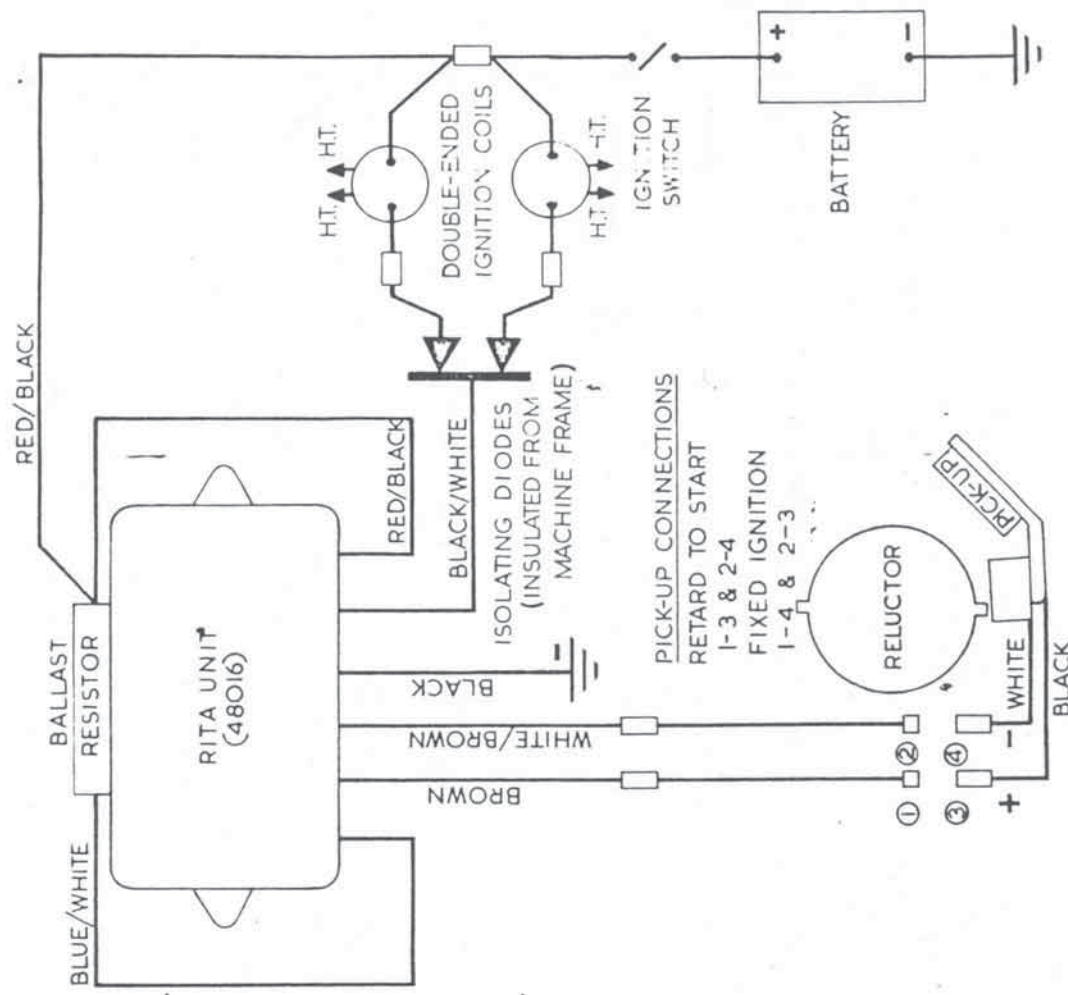 RED/BLACK
BALLAST
RESISTOR
BLUE/WHITE
RITA UNIT
(48016)
RED/BLACK
BLACK/WHITE
BLACK
-
WHITE/BROWN
BROWN
H.T.
H.T.
DOUBLE-ENDED
IGNITION COILS
H.T.
H.T.
IGNITION
SWITCH
+
-
BATTERY
ISOLATING DIODES
(INSULATED FROM
MACHINE FRAME)
PICK-UP CONNECTIONS
RETARD TO START
1-3 & 2-4
FIXED IGNITION
1-4 & 2-3
RELUCTOR
PICK-UP
WHITE
BLACK
① ②
③ ④
+ -